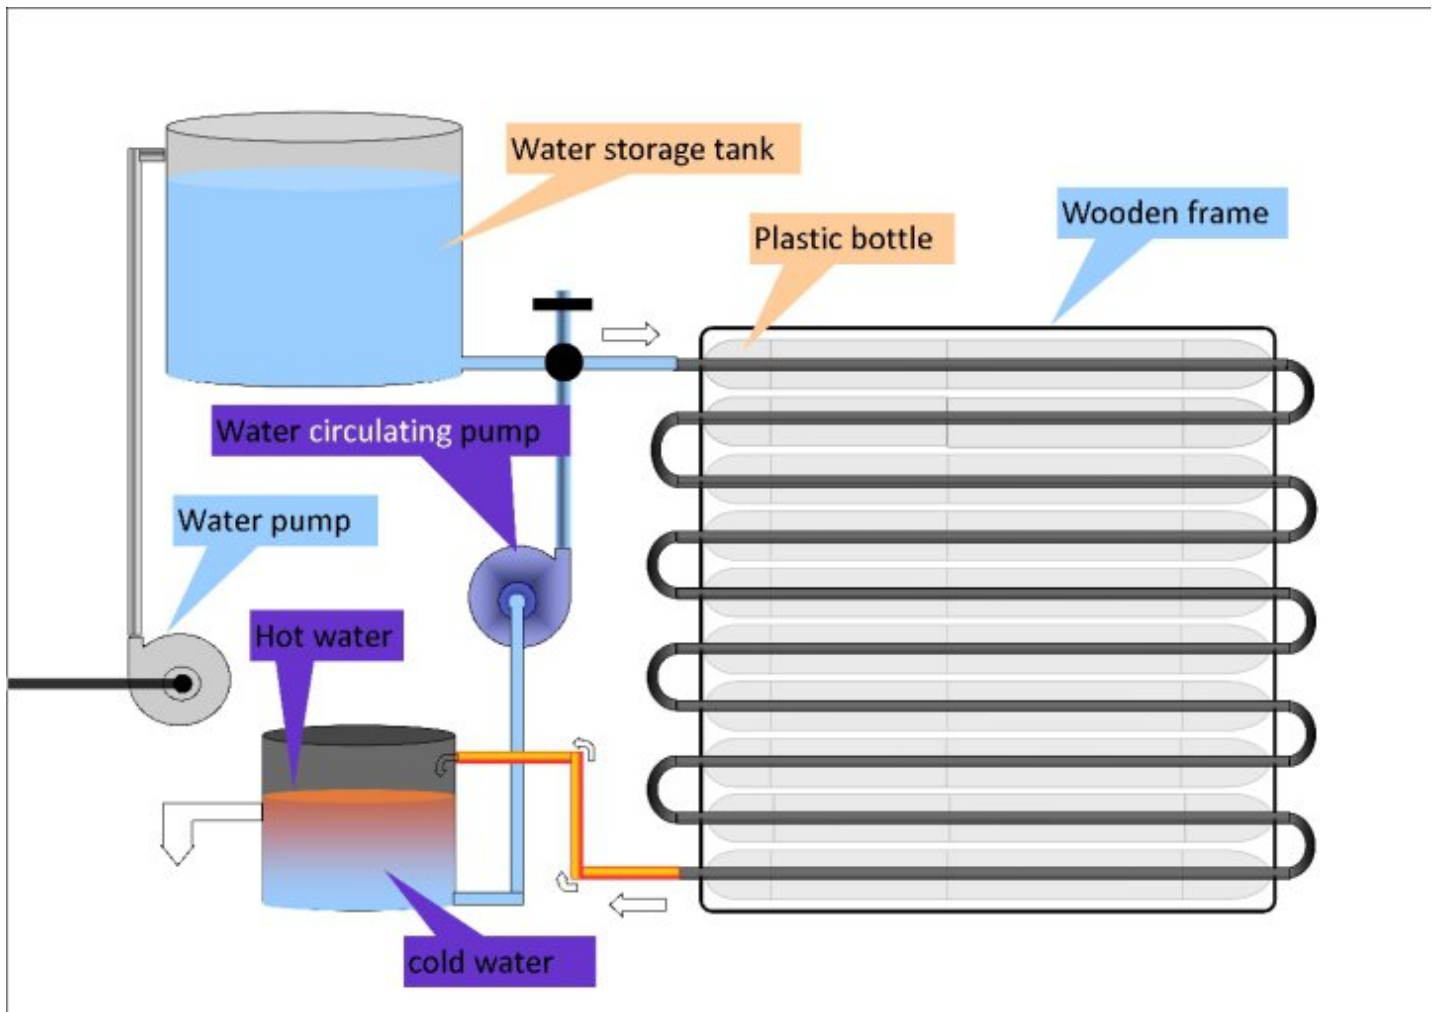 Water storage tank
Wooden frame
Plastic bottle
Water circulating pump
Water pump
Hot water
cold water